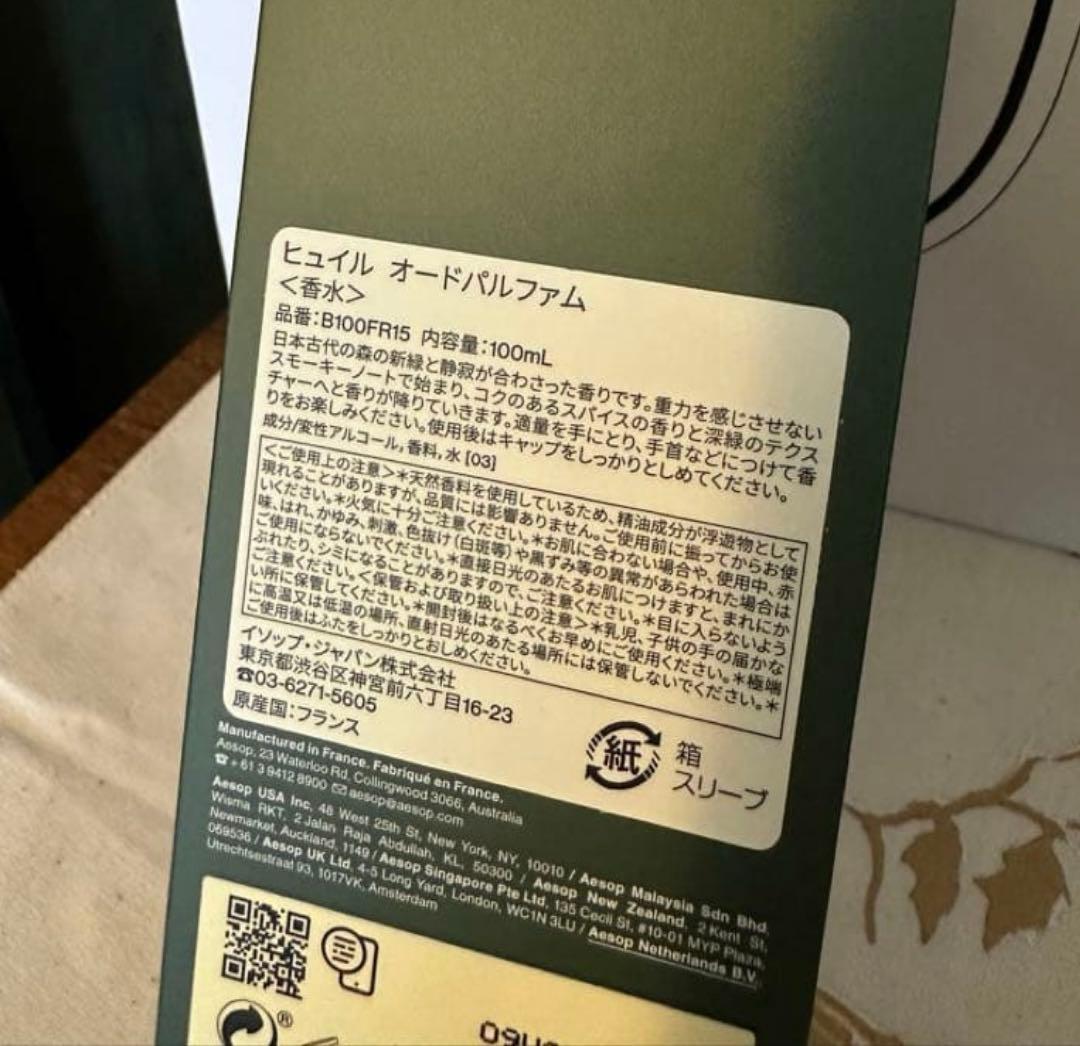 ヒュイル オードパルファム
＜香水＞
品番：B100FR15 内容量：100mL
日本古代の森の新緑と静寂が合わさった香りです。重力を感じさせない
スモーキーノートで始まり、コクのあるスパイスの香りと深緑のテクス
チャーへと香りが降りていきます。適量を手にとり、手首などにつけて香
りをお楽しみください。使用後はキャップをしっかりとしめてください。
成分/変性アルコール, 香料, 水 [03]
＜ご使用上の注意＞＊天然香料を使用しているため、精油成分が浮遊物として
現れることがありますが、品質には影響ありません。ご使用前に振ってからお使
いください。＊火気に十分ご注意ください。＊お肌に合わない場合や、使用中、赤
味、はれ、かゆみ、刺激、色抜け（白斑等）や黒ずみ等の異常があらわれた場合は
ご使用にならないでください。＊直接日光のあたるお肌につけますと、まれにか
ぶれたり、シミになることがありますので、ご注意ください。＊目に入らないよう
ご注意ください。＜保管および取り扱い上の注意＞＊乳児、子供の手の届かな
い所に保管してください。＊開封後はなるべくお早めにご使用ください。＊極端
に高温又は低温の場所、直射日光のあたる場所には保管しないでください。＊
ご使用後はふたをしっかりとおしめください。
イソップ・ジャパン株式会社
東京都渋谷区神宮前六丁目16-23
☎03-6271-5605
原産国：フランス
紙
箱
スリーブ
Manufactured in France. Fabriqué en France.
Aesop, 23 Waterloo Rd, Collingwood 3066, Australia
☎ + 61 3 9412 8900 ✉ aesop@aesop.com
Aesop USA Inc, 48 West 25th St, New York, NY, 10010 / Aesop Malaysia Sdn Bhd,
Wisma RKT, 2 Jalan Raja Abdullah, KL, 50300 / Aesop New Zealand, 2 Kent St,
Newmarket, Auckland, 1149 / Aesop Singapore Pte Ltd, 135 Cecil St, #10-01 MYP Plaza,
069536 / Aesop UK Ltd, 4-5 Long Yard, London, WC1N 3LU / Aesop Netherlands B.V,
Utrechtsestraat 93, 1017VK, Amsterdam
®